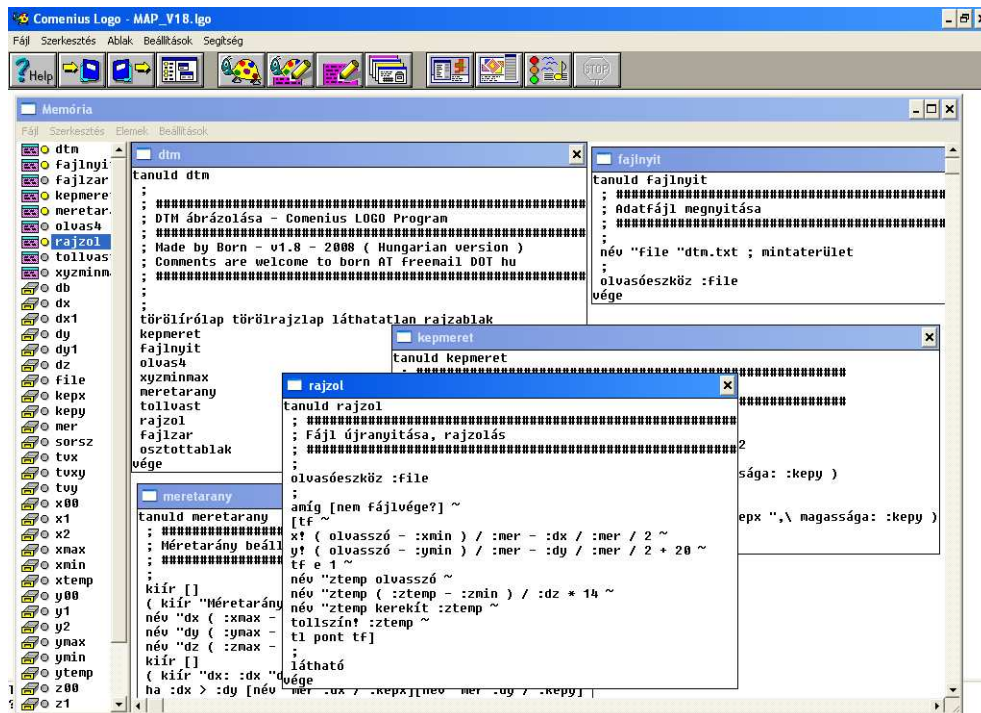 Comenius Logo - MAP_V18.lgo
Fájl Szerkesztés Ablak Beállítások Segítség
Help STOP
Memória
Fájl Szerkesztés Elemek Beállítások
dtm
fajlnyi
fajlzar
kepmere
meretar
olvas4
rajzol
tollvas
xyzminm
db
dx
dx1
dy
dy1
dz
file
kepx
kepy
mer
sorsz
tvx
tvxy
tvy
x00
x1
x2
xmax
xmin
xtemp
y00
y1
y2
ymax
ymin
ytemp
z00
z1
dtm
tanuld dtm
;
; ############################################################
; DTM ábrázolása - Comenius LOGO Program
; ############################################################
; Made by Born - v1.8 - 2008 ( Hungarian version )
; Comments are welcome to born AT freemail DOT hu
; ############################################################
;
;
törölírólap törölrajzlap láthatatlan rajzablak
kepmeret
fajlnyit
olvas4
xyzminmax
meretarany
tollvast
rajzol
fajlzar
osztottablak
vége
fajlnyit
tanuld fajlnyit
; ################################################
; Adatfájl megnyitása
; ################################################
;
név "file "dtm.txt ; mintaterület
;
olvasóeszköz :file
vége
kepmeret
tanuld kepmeret
; ############################################################
###############
2
sága: :kepy )
epx ",\ magassága: :kepy )
meretarany
tanuld meretarany
; #################
; Méretarány beáll
; #################
;
kiír []
( kiír "Méretarány
név "dx ( :xmax -
név "dy ( :ymax -
név "dz ( :zmax -
kiír []
( kiír "dx: :dx "d
ha :dx > :dy [név "mer :dx / :kepx][név "mer :dy / :kepy]
rajzol
tanuld rajzol
; ############################################################
; Fájl újranyitása, rajzolás
; ############################################################
;
olvasóeszköz :file
;
amíg [nem fájlvége?] ~
[tf ~
x! ( olvasszó - :xmin ) / :mer - :dx / :mer / 2 ~
y! ( olvasszó - :ymin ) / :mer - :dy / :mer / 2 + 20 ~
tf e 1 ~
név "ztemp olvasszó ~
név "ztemp ( :ztemp - :zmin ) / :dz * 14 ~
név "ztemp kerekít :ztemp ~
tollszín! :ztemp ~
tl pont tf]
;
látható
vége